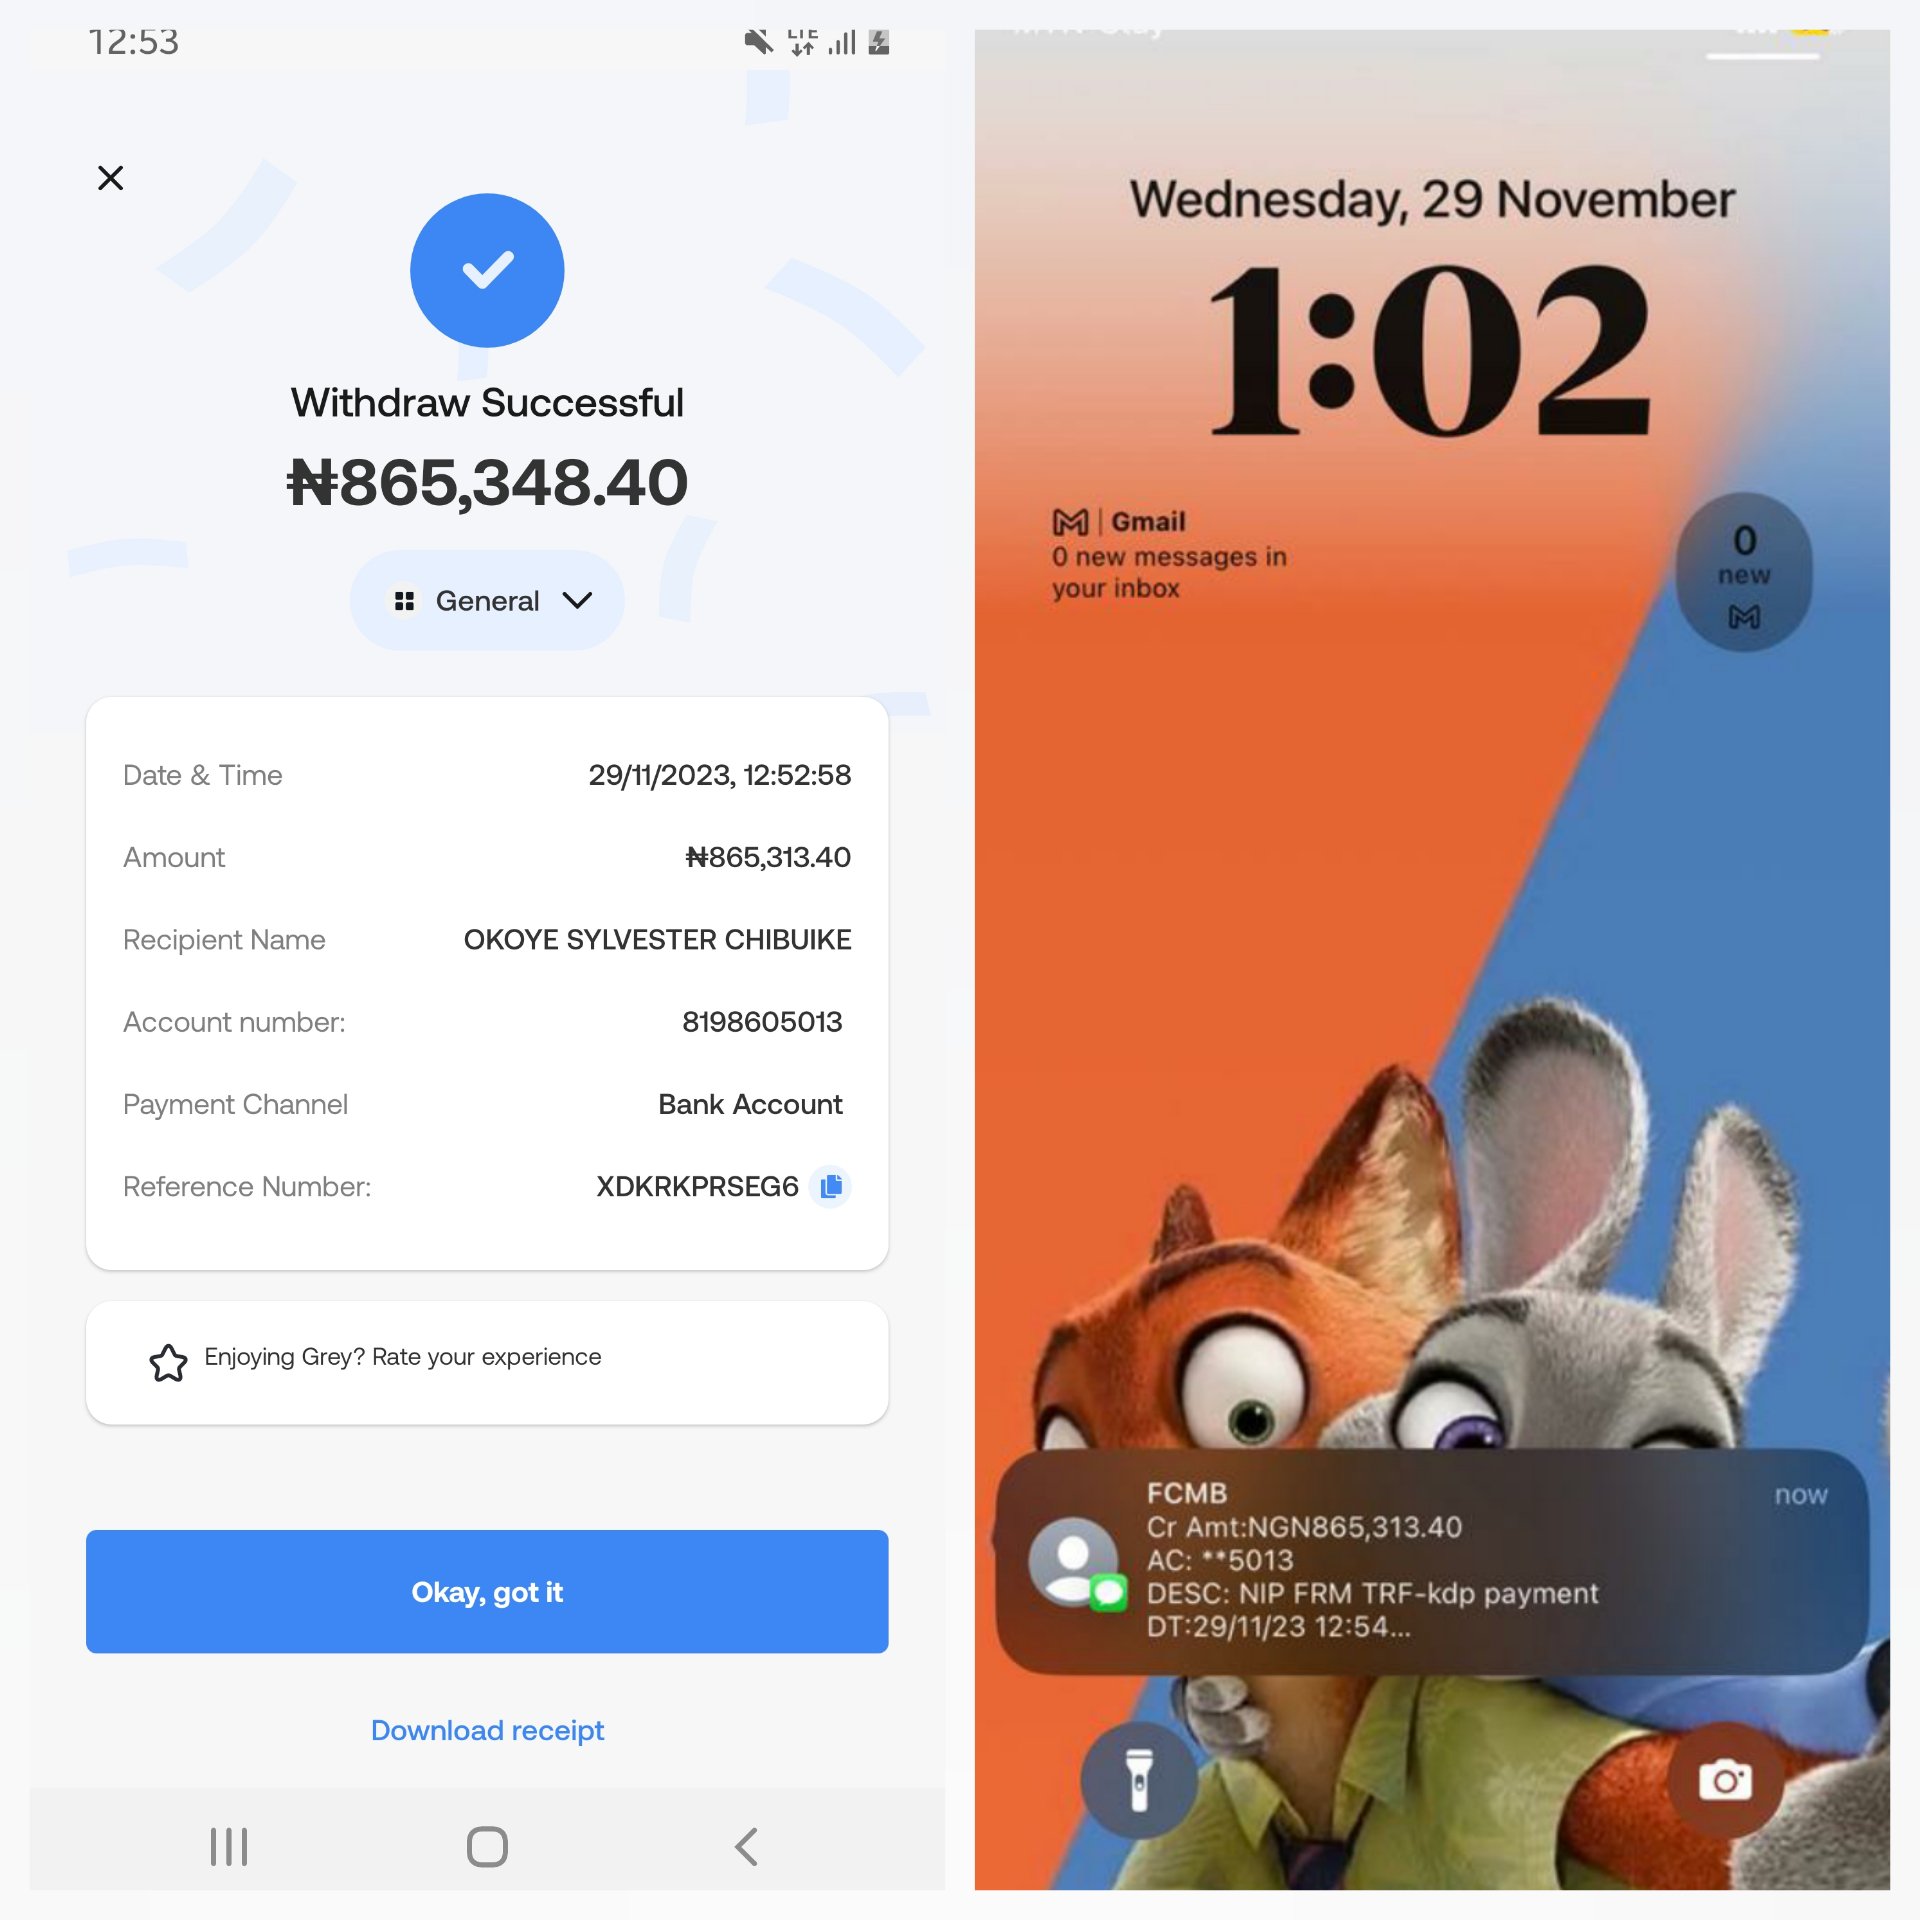 12:53
LTE
Withdraw Successful
₦865,348.40
General
Date & Time 29/11/2023, 12:52:58
Amount ₦865,313.40
Recipient Name OKOYE SYLVESTER CHIBUIKE
Account number: 8198605013
Payment Channel Bank Account
Reference Number: XDKRKPRSEG6
Enjoying Grey? Rate your experience
Okay, got it
Download receipt
Wednesday, 29 November
1:02
Gmail
0 new messages in
your inbox
0
new
FCMB now
Cr Amt:NGN865,313.40
AC: **5013
DESC: NIP FRM TRF-kdp payment
DT:29/11/23 12:54...